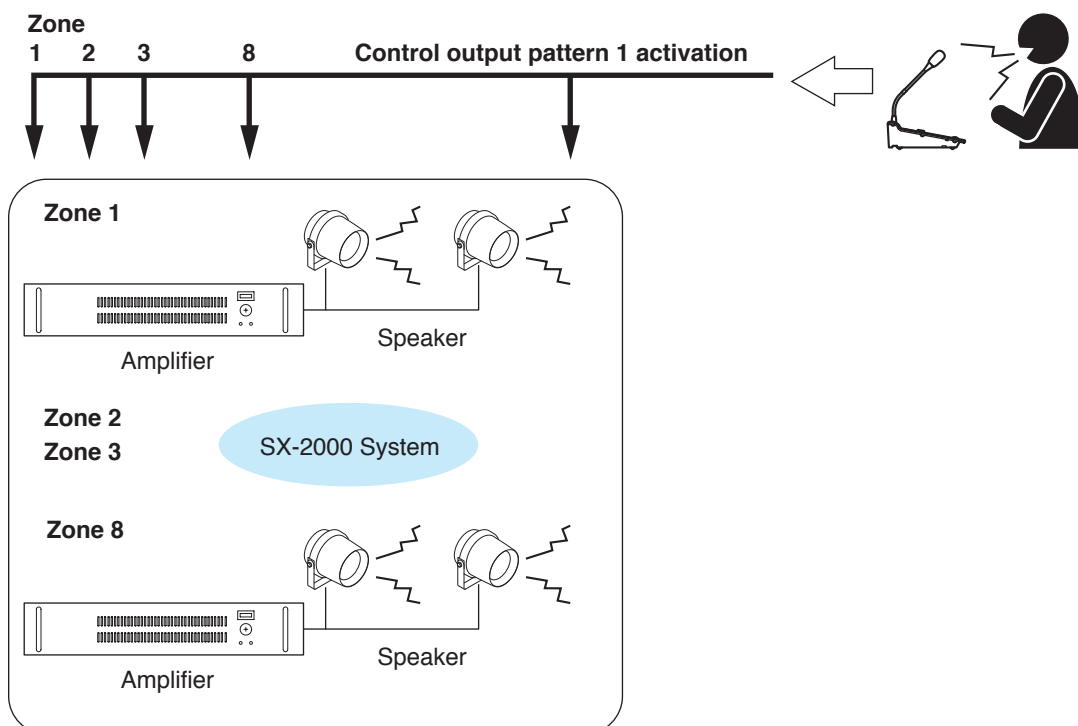 Zone
1 2 3 8 Control output pattern 1 activation
Zone 1
Speaker
Amplifier
Zone 2
SX-2000 System
Zone 3
Zone 8
Speaker
Amplifier